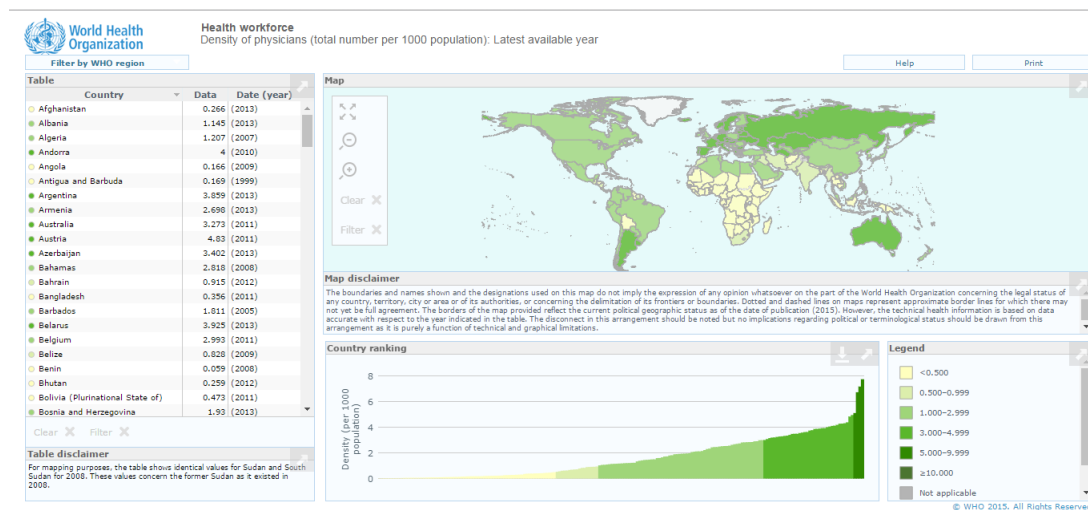 World Health
Organization
Health workforce
Density of physicians (total number per 1000 population): Latest available year
Filter by WHO region
Help
Print
Table
Country Data Date (year)
Afghanistan 0.266 (2013)
Albania 1.145 (2013)
Algeria 1.207 (2007)
Andorra 4 (2010)
Angola 0.166 (2009)
Antigua and Barbuda 0.169 (1999)
Argentina 3.859 (2013)
Armenia 2.698 (2013)
Australia 3.273 (2011)
Austria 4.83 (2011)
Azerbaijan 3.402 (2013)
Bahamas 2.818 (2008)
Bahrain 0.915 (2012)
Bangladesh 0.356 (2011)
Barbados 1.811 (2005)
Belarus 3.925 (2013)
Belgium 2.993 (2011)
Belize 0.828 (2009)
Benin 0.059 (2008)
Bhutan 0.259 (2012)
Bolivia (Plurinational State of) 0.473 (2011)
Bosnia and Herzegovina 1.93 (2013)
Clear Filter
Table disclaimer
For mapping purposes, the table shows identical values for Sudan and South
Sudan for 2008. These values concern the former Sudan as it existed in
2008.
Map
Clear
Filter
Map disclaimer
The boundaries and names shown and the designations used on this map do not imply the expression of any opinion whatsoever on the part of the World Health Organization concerning the legal status of
any country, territory, city or area or of its authorities, or concerning the delimitation of its frontiers or boundaries. Dotted and dashed lines on maps represent approximate border lines for which there may
not yet be full agreement. The borders of the map provided reflect the current political geographic status as of the date of publication (2015). However, the technical health information is based on data
accurate with respect to the year indicated in the table. The disconnect in this arrangement should be noted but no implications regarding political or terminological status should be drawn from this
arrangement as it is purely a function of technical and graphical limitations.
Country ranking
Density (per 1000
population)
8
6
4
2
0
Legend
<0.500
0.500–0.999
1.000–2.999
3.000–4.999
5.000–9.999
≥10.000
Not applicable
© WHO 2015. All Rights Reserved